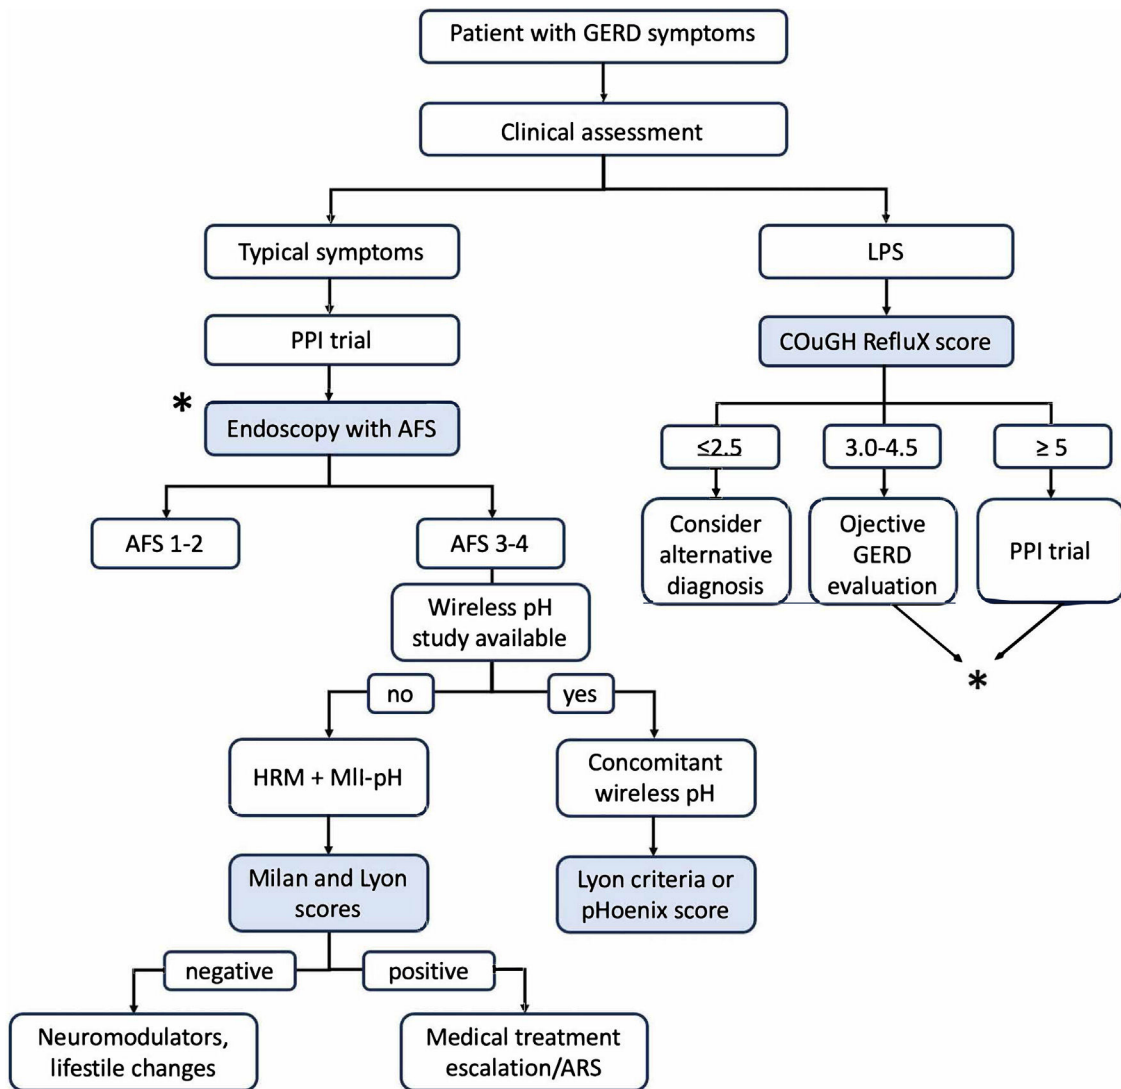 Patient with GERD symptoms
Clinical assessment
Typical symptoms
LPS
PPI trial
COuGH RefluX score
*
Endoscopy with AFS
≤2.5
3.0-4.5
≥ 5
AFS 1-2
AFS 3-4
Consider
alternative
diagnosis
Ojective
GERD
evaluation
PPI trial
Wireless pH
study available
*
no
yes
HRM + MlI-pH
Concomitant
wireless pH
Milan and Lyon
scores
Lyon criteria or
pHoenix score
negative
positive
Neuromodulators,
lifestile changes
Medical treatment
escalation/ARS